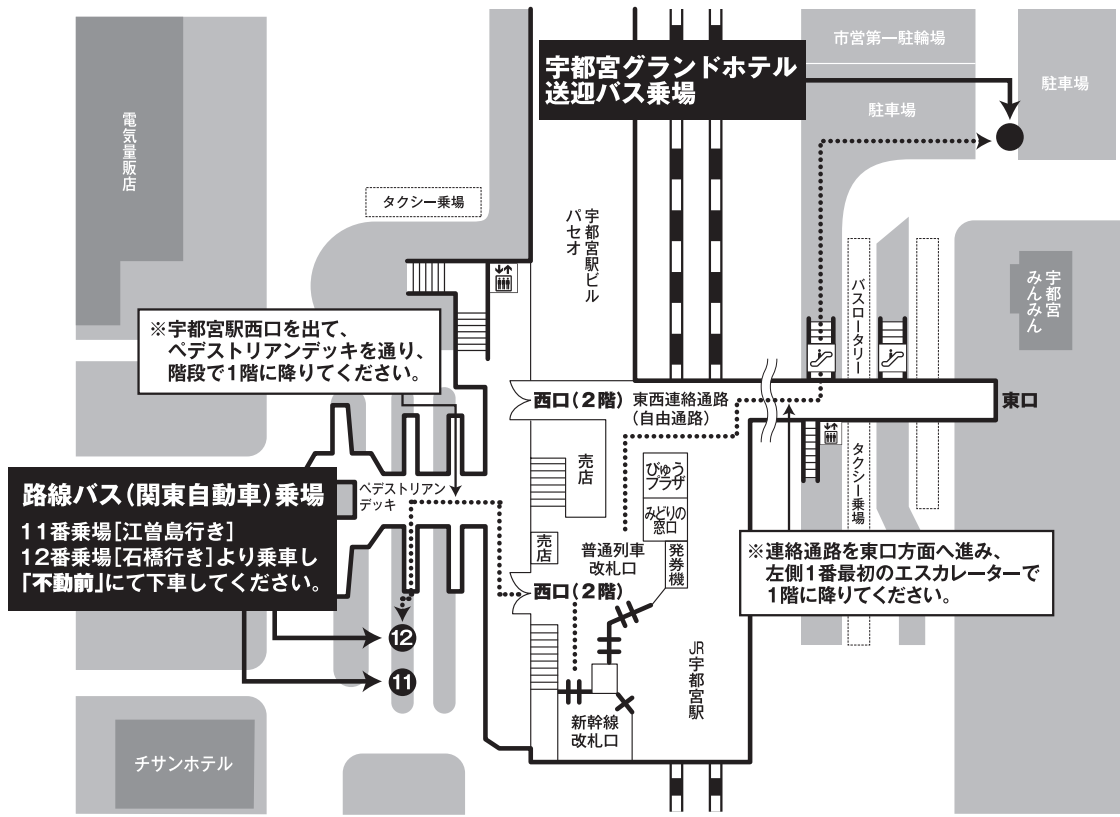 市営第一駐輪場
宇都宮グランドホテル
送迎バス乗場
駐車場
駐車場
電気量販店
タクシー乗場
宇都宮駅ビル
パセオ
バスロータリー
宇都宮
みんみん
※宇都宮駅西口を出て、
ペデストリアンデッキを通り、
階段で1階に降りてください。
西口(2階)
東西連絡通路
(自由通路)
東口
売店
びゅう
プラザ
みどりの
窓口
タクシー乗場
路線バス(関東自動車)乗場
11番乗場[江曽島行き]
12番乗場[石橋行き]より乗車し
「不動前」にて下車してください。
ペデストリアン
デッキ
売店
普通列車
改札口
発券機
※連絡通路を東口方面へ進み、
左側1番最初のエスカレーターで
1階に降りてください。
西口(2階)
12
11
JR宇都宮駅
新幹線
改札口
チサンホテル